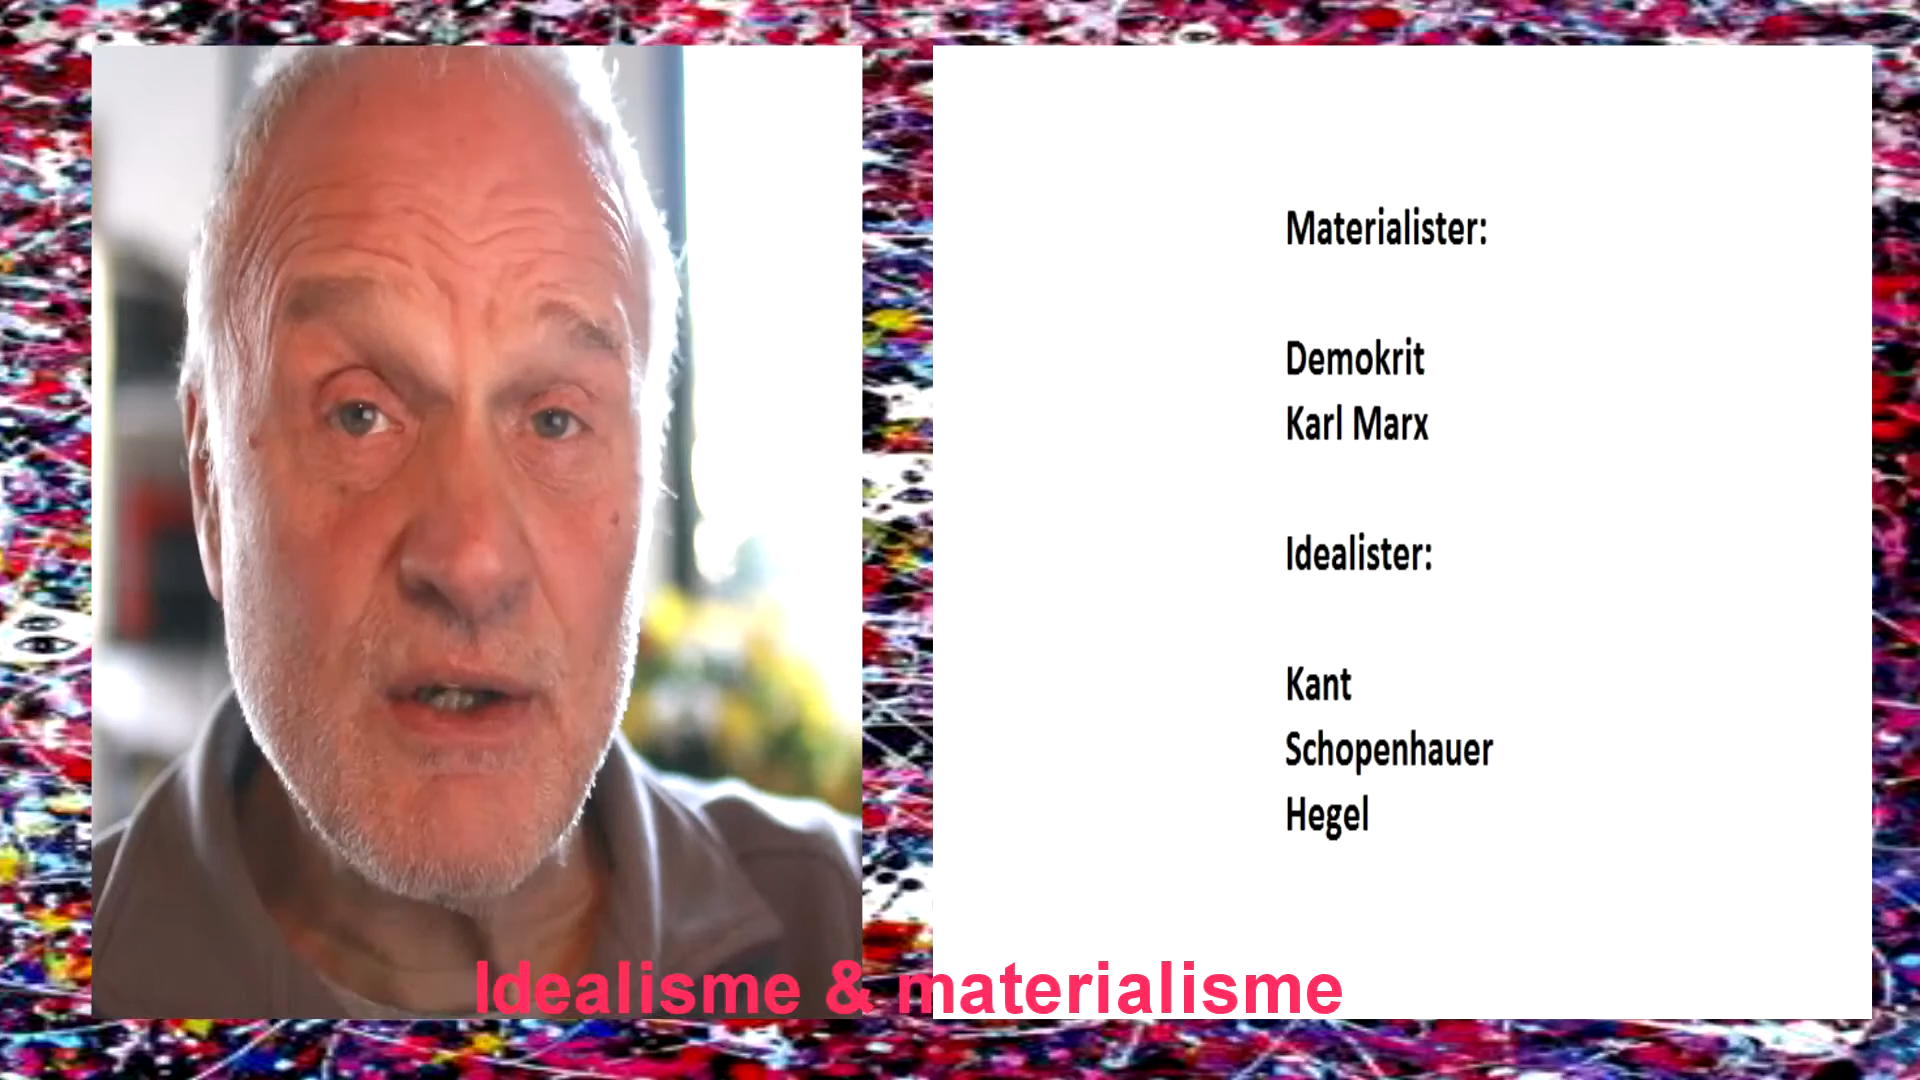 Materialister:
Demokrit
Karl Marx
Idealister:
Kant
Schopenhauer
Hegel
Idealisme & materialisme